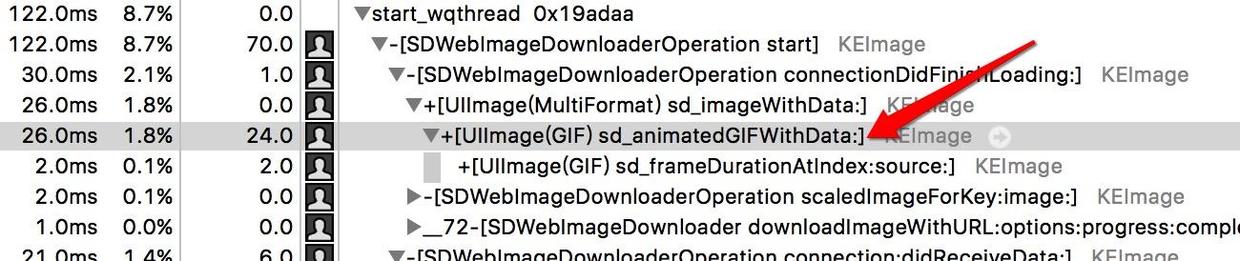 122.0ms 8.7% 0.0 start_wqthread 0x19adaa
122.0ms 8.7% 70.0 -[SDWebImageDownloaderOperation start] KEImage
30.0ms 2.1% 1.0 -[SDWebImageDownloaderOperation connectionDidFinishLoading:] KEImage
26.0ms 1.8% 0.0 +[UIImage(MultiFormat) sd_imageWithData:] KEImage
26.0ms 1.8% 24.0 +[UIImage(GIF) sd_animatedGIFWithData:] KEImage
2.0ms 0.1% 2.0 +[UIImage(GIF) sd_frameDurationAtIndex:source:] KEImage
2.0ms 0.1% 0.0 -[SDWebImageDownloaderOperation scaledImageForKey:image:] KEImage
1.0ms 0.0% 0.0 __72-[SDWebImageDownloader downloadImageWithURL:options:progress:comple
21.0ms 1.4% 6.0 -[SDWebImageDownloaderOperation connection:didReceiveData:] KEImage